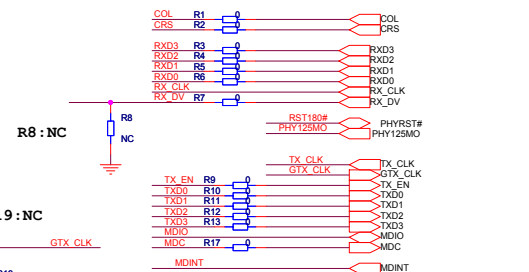 COL R1 0 COL
CRS R2 0 CRS
RXD3 R3 0 RXD3
RXD2 R4 0 RXD2
RXD1 R5 0 RXD1
RXD0 R6 0 RXD0
RX_CLK RX_CLK
RX_DV R7 0 RX_DV
R8
RST180# PHYRST#
R8:NC
NC
PHY125MO PHY125MO
TX_CLK TX_CLK
GTX_CLK GTX_CLK
TX_EN R9 0 TX_EN
TXD0 R10 0 TXD0
TXD1 R11 0 TXD1
TXD2 R12 0 TXD2
9:NC
TXD3 R13 0 TXD3
MDIO MDIO
GTX_CLK
MDC R17 0 MDC
MDINT MDINT